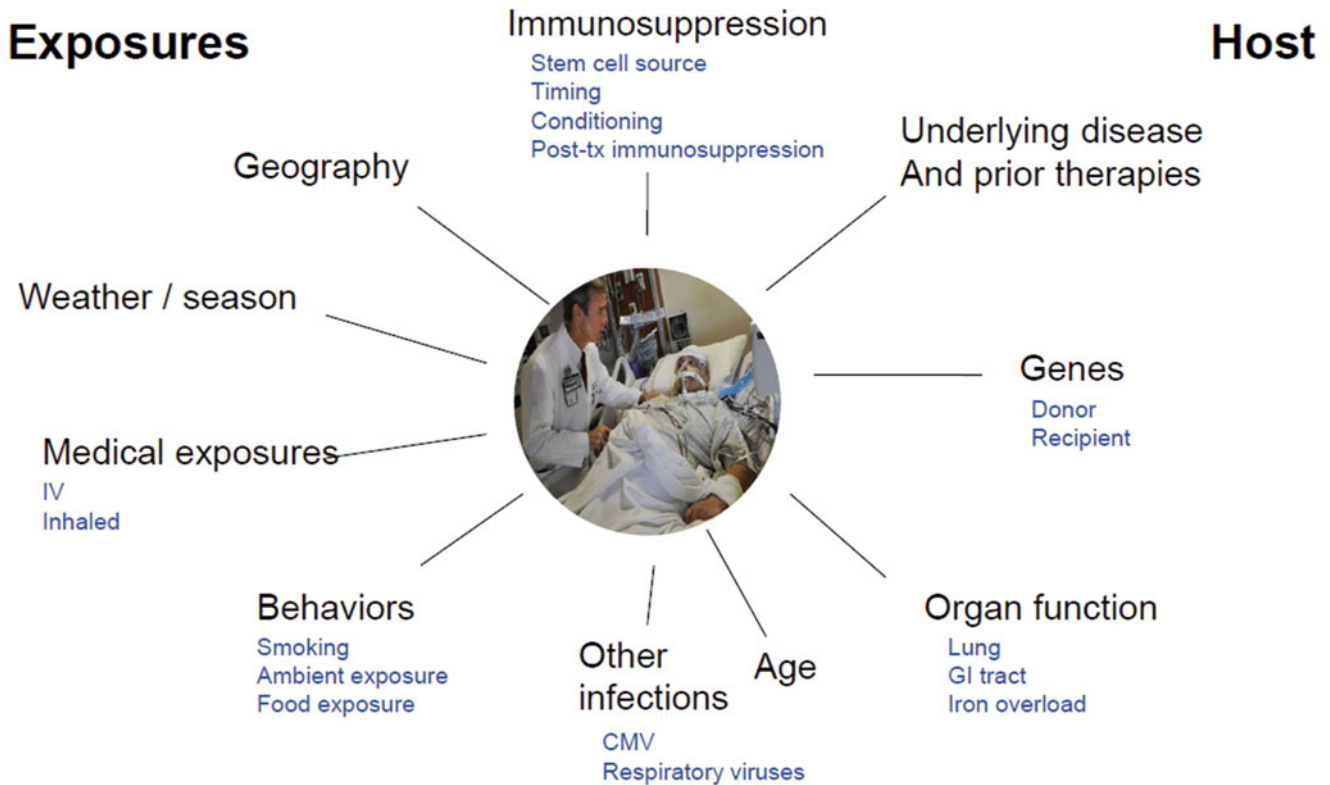 Exposures
Host
Immunosuppression
Stem cell source
Timing
Conditioning
Post-tx immunosuppression
Underlying disease
And prior therapies
Geography
Weather / season
Genes
Donor
Recipient
Medical exposures
IV
Inhaled
Behaviors
Smoking
Ambient exposure
Food exposure
Other
infections
CMV
Respiratory viruses
Age
Organ function
Lung
GI tract
Iron overload